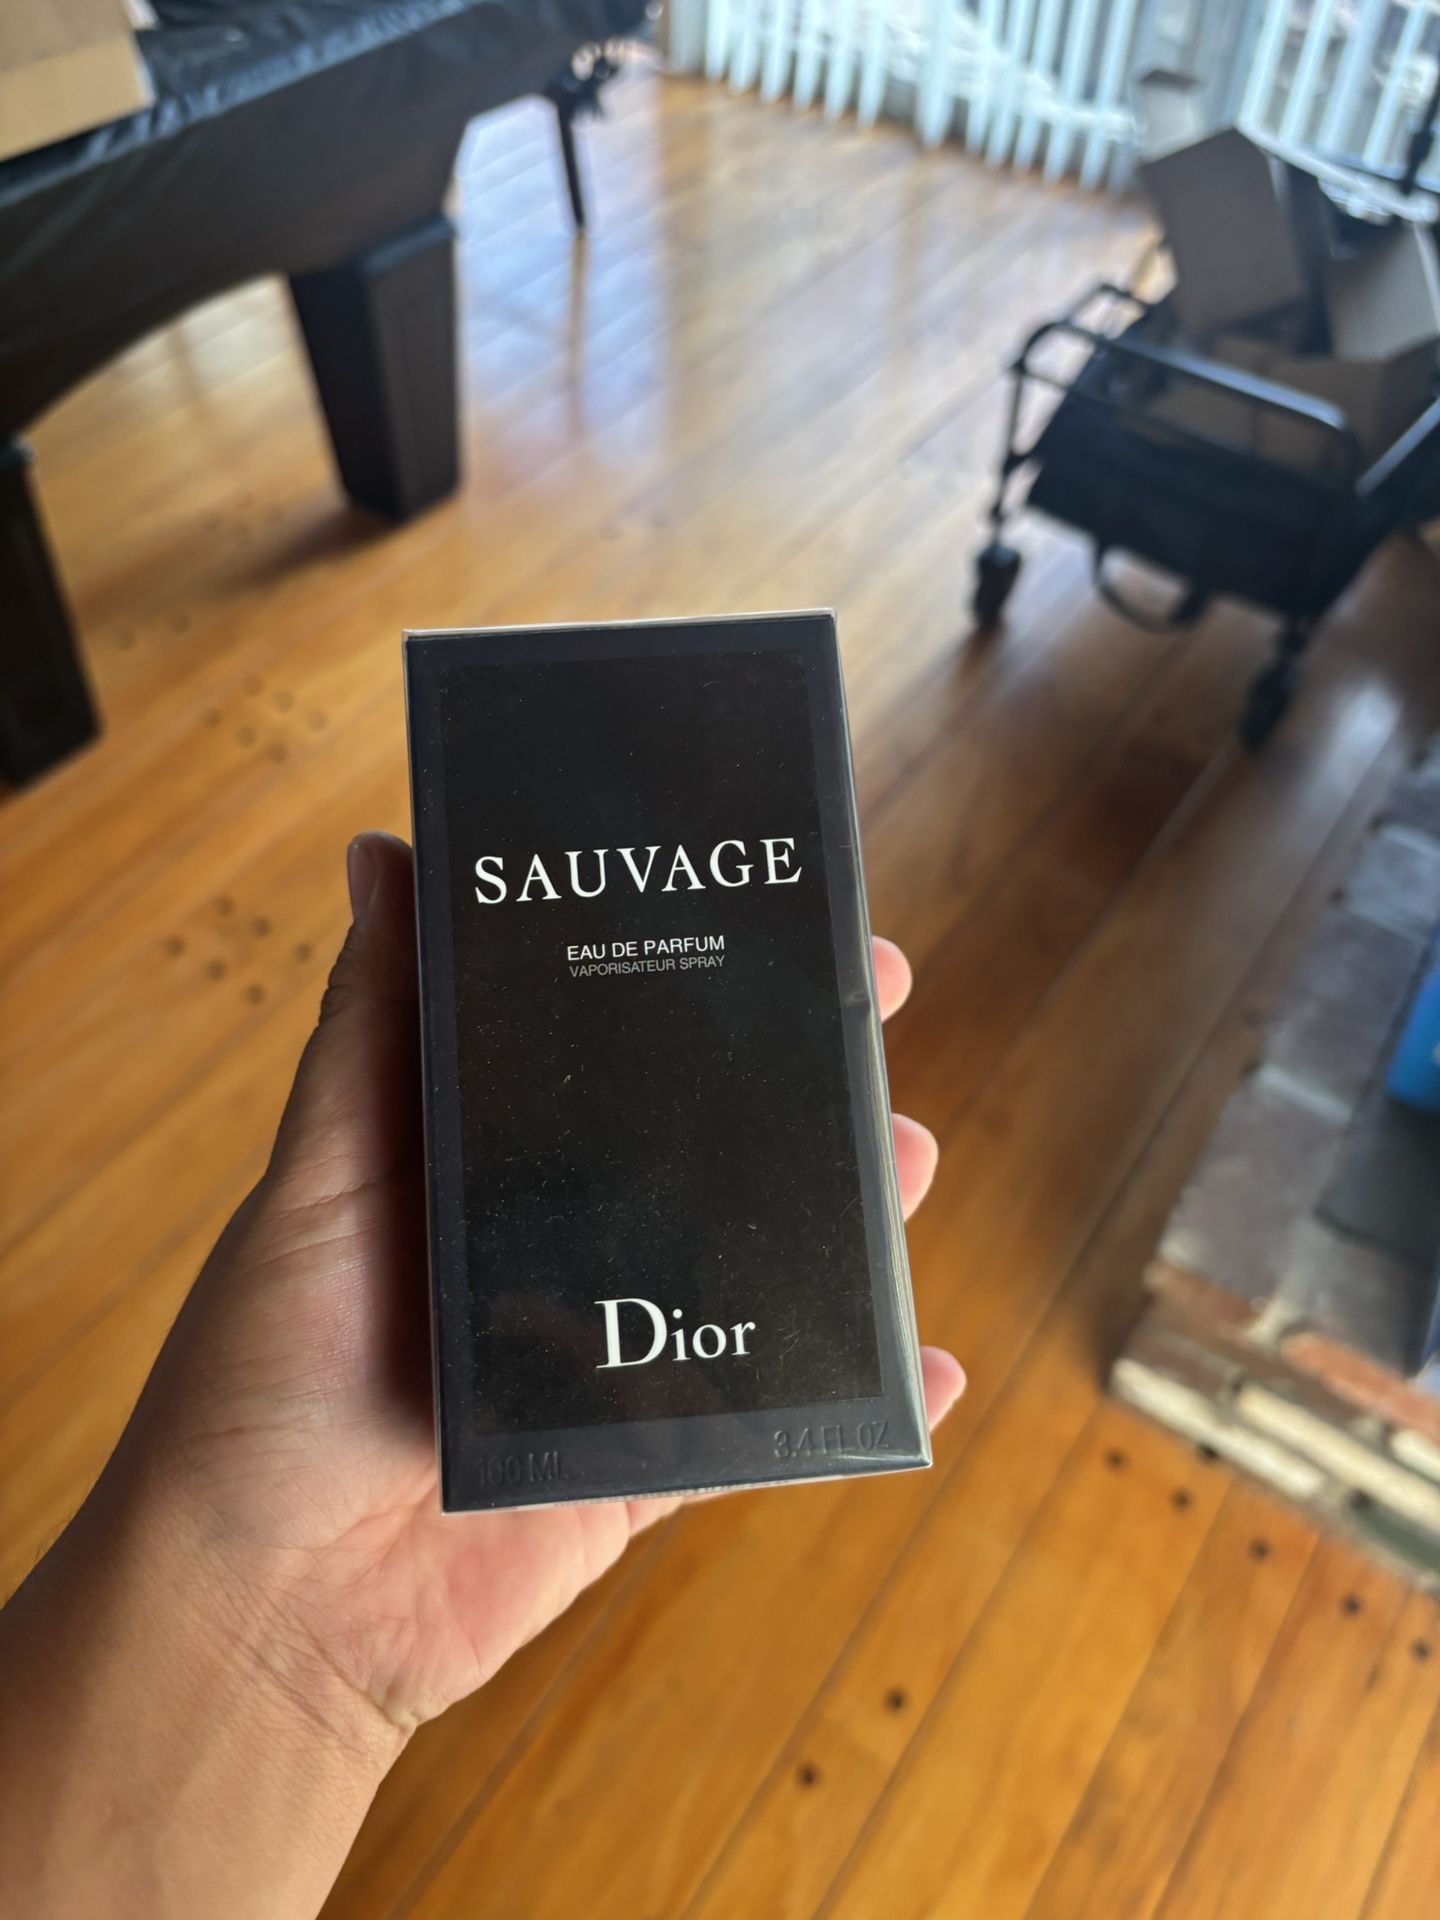 SAUVAGE
EAU DE PARFUM
VAPORISATEUR SPRAY
Dior
100 ML 3.4 FL OZ